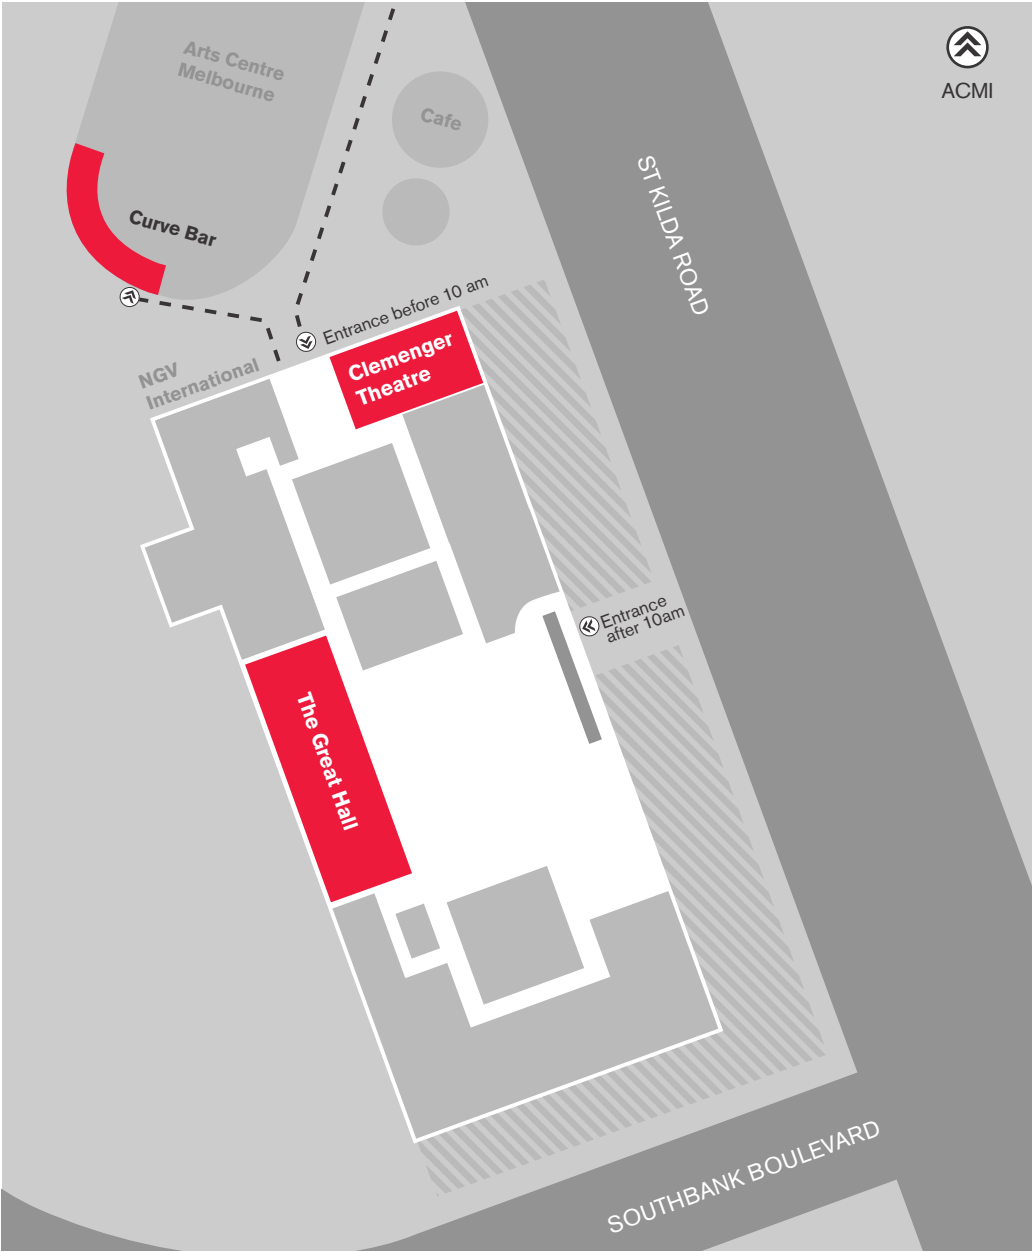 Arts Centre
Melbourne
Cafe
ACMI
ST KILDA ROAD
Curve Bar
Entrance before 10 am
NGV
International
Clemenger
Theatre
Entrance
after 10am
The Great Hall
SOUTHBANK BOULEVARD